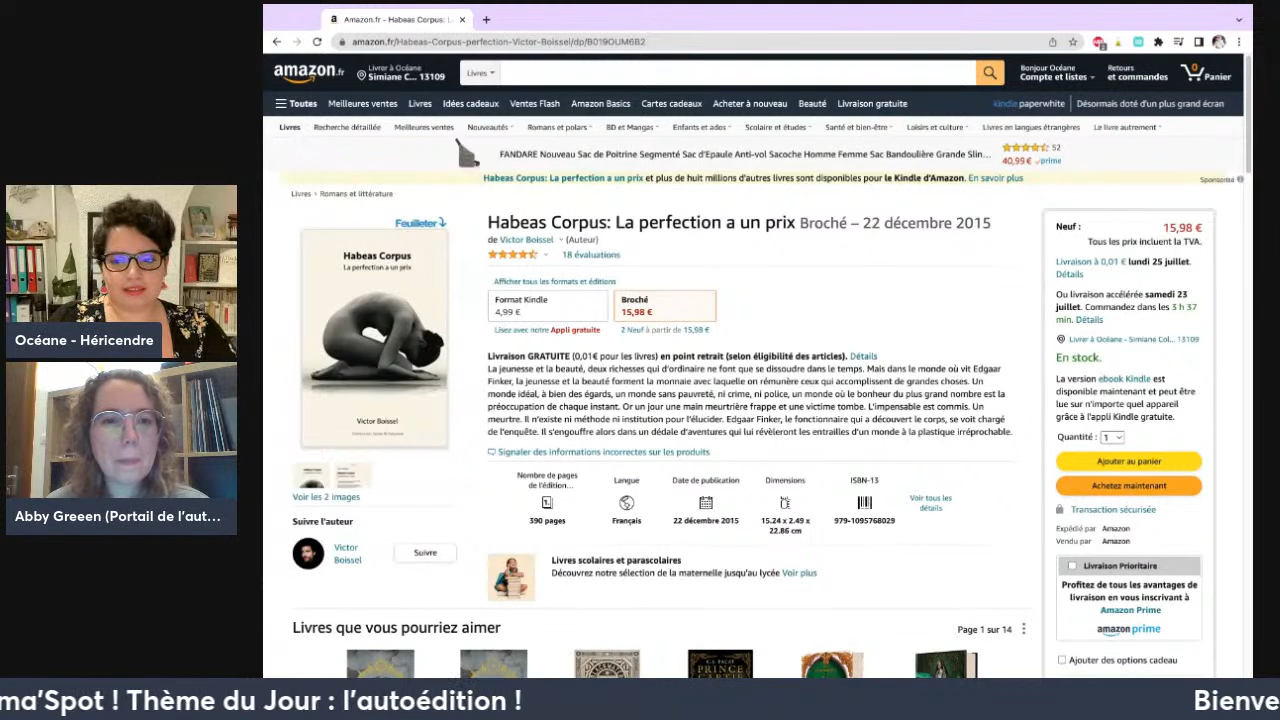 Amazon.fr - Habeas Corpus: L
amazon.fr/Habeas-Corpus-perfection-Victor-Boissel/dp/B019OUM6B2
amazon.fr
Livrer à Océane
Simiane C... 13109
Livres
Bonjour Océane
Compte et listes
Retours
et commandes
0
Panier
Toutes Meilleures ventes Livres Idées cadeaux Ventes Flash Amazon Basics Cartes cadeaux Acheter à nouveau Beauté Livraison gratuite
kindle paperwhite Désormais doté d'un plus grand écran
Livres Recherche détaillée Meilleures ventes Nouveautés Romans et polars BD et Mangas Enfants et ados Scolaire et études Santé et bien-être Loisirs et culture Livres en langues étrangères Le livre autrement
FANDARE Nouveau Sac de Poitrine Segmenté Sac d'Epaule Anti-vol Sacoche Homme Femme Sac Bandoulière Grande Slin...
52
40,99 € prime
Habeas Corpus: La perfection a un prix et plus de huit millions d'autres livres sont disponibles pour le Kindle d'Amazon. En savoir plus
Sponsorisé
Livres › Romans et littérature
Feuilleter
Habeas Corpus
La perfection a un prix
Victor Boissel
Voir les 2 images
Suivre l'auteur
Victor
Boissel
Suivre
Habeas Corpus: La perfection a un prix Broché – 22 décembre 2015
de Victor Boissel (Auteur)
18 évaluations
Afficher tous les formats et éditions
Format Kindle
4,99 €
Broché
15,98 €
Lisez avec notre Appli gratuite
2 Neuf à partir de 15,98 €
Livraison GRATUITE (0,01€ pour les livres) en point retrait (selon éligibilité des articles). Détails
La jeunesse et la beauté, deux richesses qui d'ordinaire ne font que se dissoudre dans le temps. Mais dans le monde où vit Edgaar
Finker, la jeunesse et la beauté forment la monnaie avec laquelle on rémunère ceux qui accomplissent de grandes choses. Un
monde idéal, à bien des égards, un monde sans pauvreté, ni crime, ni police, un monde où le bonheur du plus grand nombre est la
préoccupation de chaque instant. Or un jour une main meurtrière frappe et une victime tombe. L'impensable est commis. Un
meurtre. Il n'existe ni méthode ni institution pour l'élucider. Edgaar Finker, le fonctionnaire qui a découvert le corps, se voit chargé
de l'enquête. Il s'engouffre alors dans un dédale d'aventures qui lui révèleront les entrailles d'un monde à la plastique irréprochable.
Signaler des informations incorrectes sur les produits
Nombre de pages
de l'édition...
390 pages
Langue
Français
Date de publication
22 décembre 2015
Dimensions
15.24 x 2.49 x
22.86 cm
ISBN-13
979-1095768029
Voir tous les
détails
Livres scolaires et parascolaires
Découvrez notre sélection de la maternelle jusqu'au lycée Voir plus
Livres que vous pourriez aimer
Page 1 sur 14
Neuf : 15,98 €
Tous les prix incluent la TVA.
Livraison à 0,01 € lundi 25 juillet.
Détails
Ou livraison accélérée samedi 23
juillet. Commandez dans les 3 h 37
min. Détails
Livrer à Océane - Simiane Col... 13109
En stock.
La version ebook Kindle est
disponible maintenant et peut être
lue sur n'importe quel appareil
grâce à l'appli Kindle gratuite.
Quantité : 1
Ajouter au panier
Achetez maintenant
Transaction sécurisée
Expédié par Amazon
Vendu par Amazon
Livraison Prioritaire
Profitez de tous les avantages de
livraison en vous inscrivant à
Amazon Prime
amazon prime
Ajouter des options cadeau
Océane - Héricentre
Abby Greeen (Portail de l'aut...
ma'Spot ! Thème du Jour : l'autoédition !
Bienve